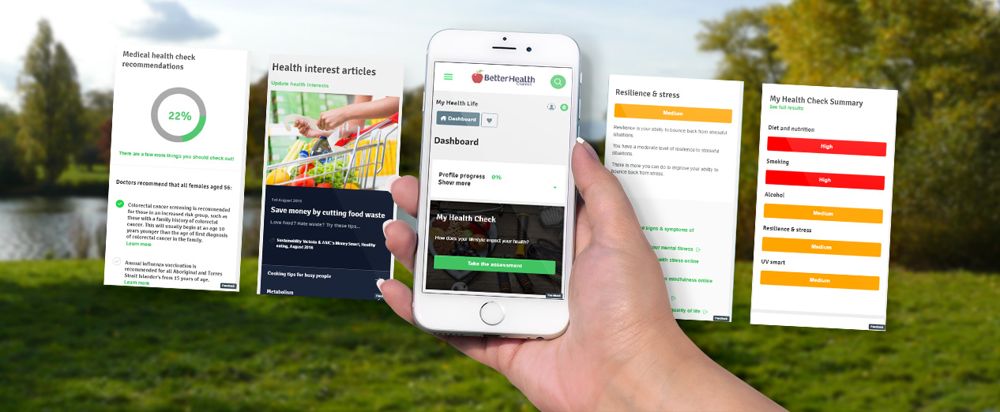 Medical health check
recommendations
22%
There are a few more things you should check out!
Doctors recommend that all females aged 56:
Colorectal cancer screening is recommended
for those in an increased risk group, such as
those with a family history of colorectal
cancer. This will usually begin at an age 10
years younger than the age of first diagnosis
of colorectal cancer in the family.
Learn more
Annual influenza vaccination is
recommended for all Aboriginal and Torres
Strait Islander's from 15 years of age.
Learn more
Feedback
Health interest articles
Update health interests
1st August 2016
Save money by cutting food waste
Love food? Hate waste? Try these tips...
Sustainability Victoria & ASIC's Money Smart, Healthy
eating, August 2016
Cooking tips for busy people
Metabolism
BetterHealth
Channel
My Health Life
0
Dashboard
Dashboard
Profile progress 0%
Show more
My Health Check
How does your lifestyle impact your health?
Take the assessment
Feedback
Resilience & stress
Medium
Resilience is your ability to bounce back from stressful
situations.
You have a moderate level of resilience to stressful
situations.
There is more you can do to improve your ability to
bounce back from stress.
signs & symptoms of
our mental fitness
with stress online
to mindfulness online
quality of life
Feedback
My Health Check Summary
See full results
Diet and nutrition
High
Smoking
High
Alcohol
Medium
Resilience & stress
Medium
UV smart
Medium
Feedback